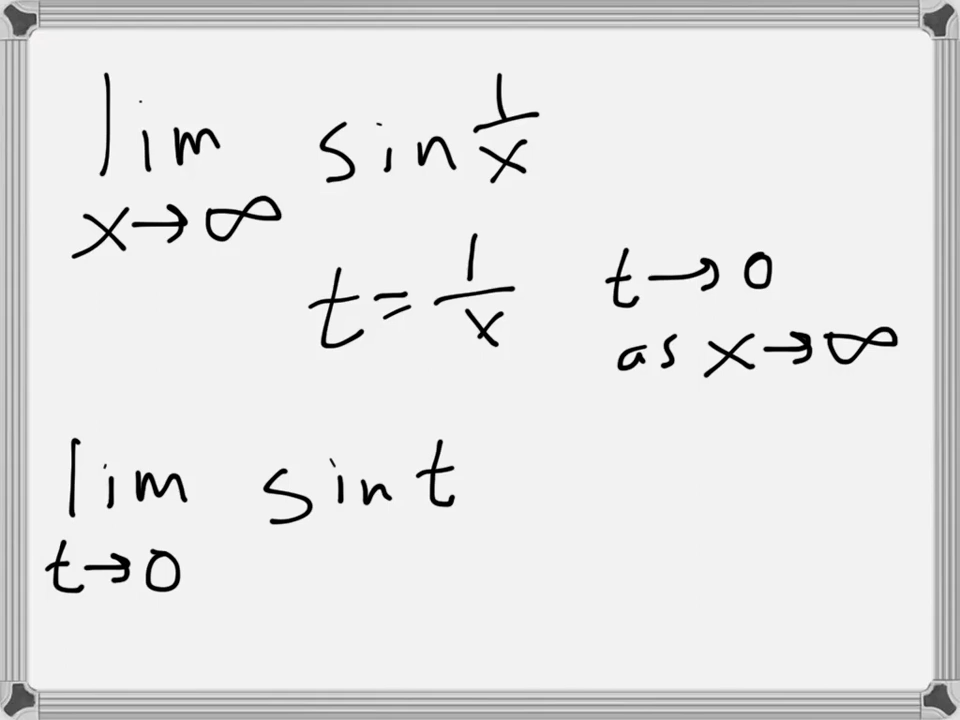 lim sin 1/x
x→∞
t = 1/x t→0
as x→∞
lim sin t
t→0